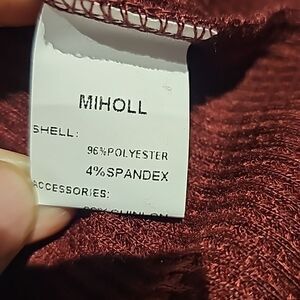 MIHOLL
SHELL:
96%POLYESTER
4%SPANDEX
ACCESSORIES: